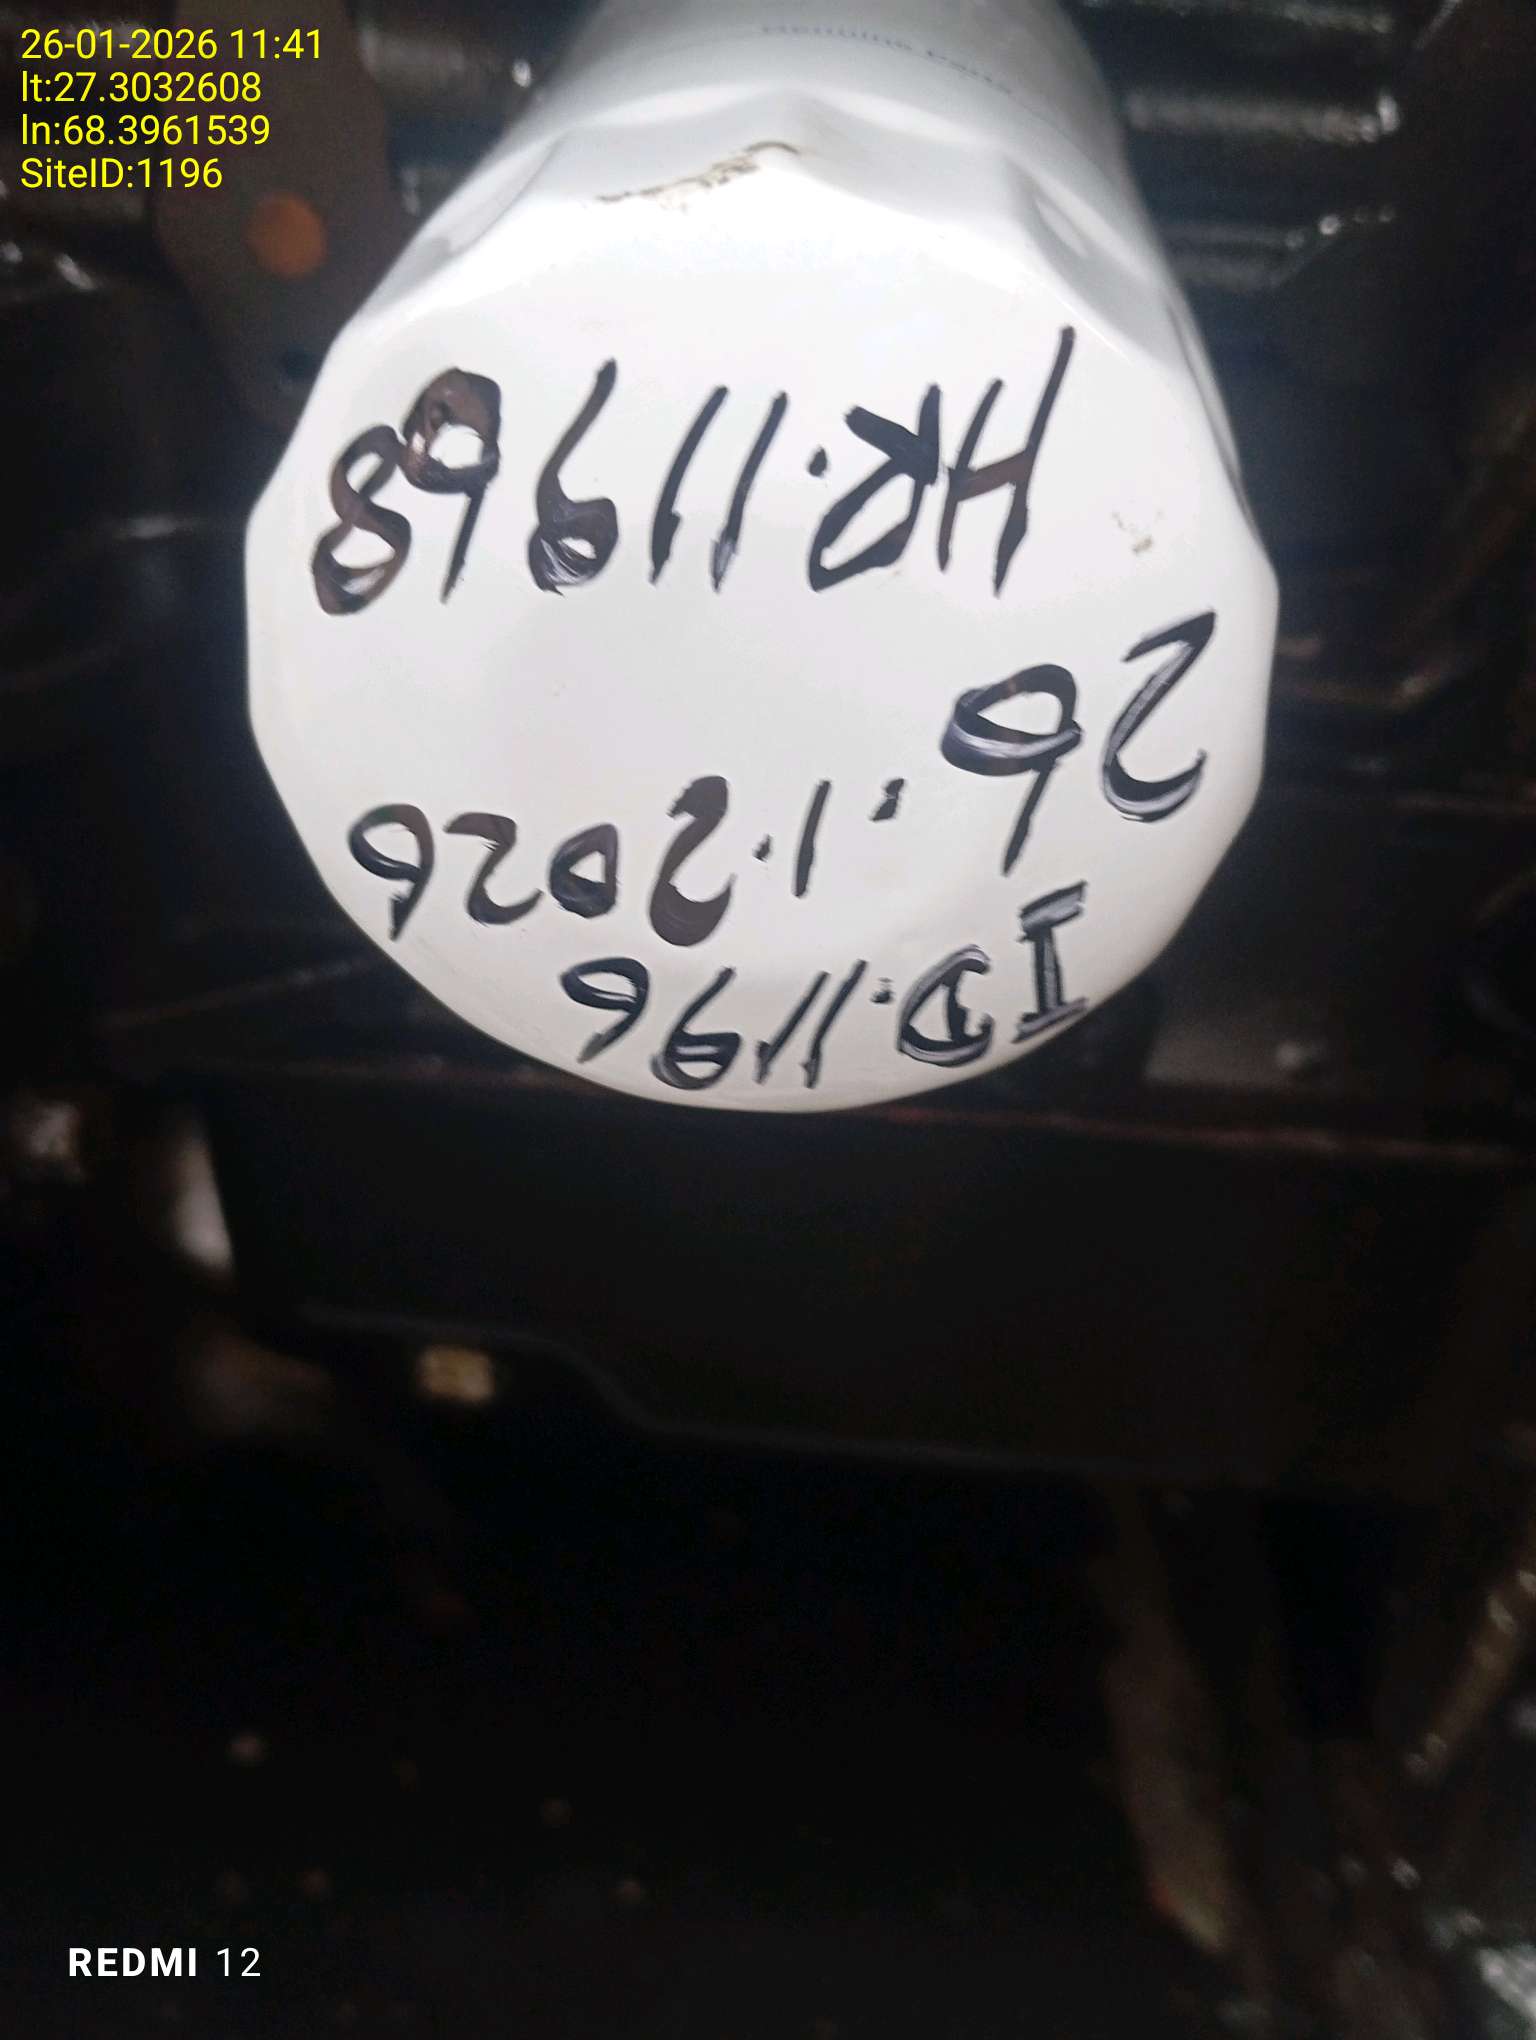 26-01-2026 11:41
lt:27.3032608
ln:68.3961539
SiteID:1196
ID:1196
26.1.2026
HR.11968
REDMI 12